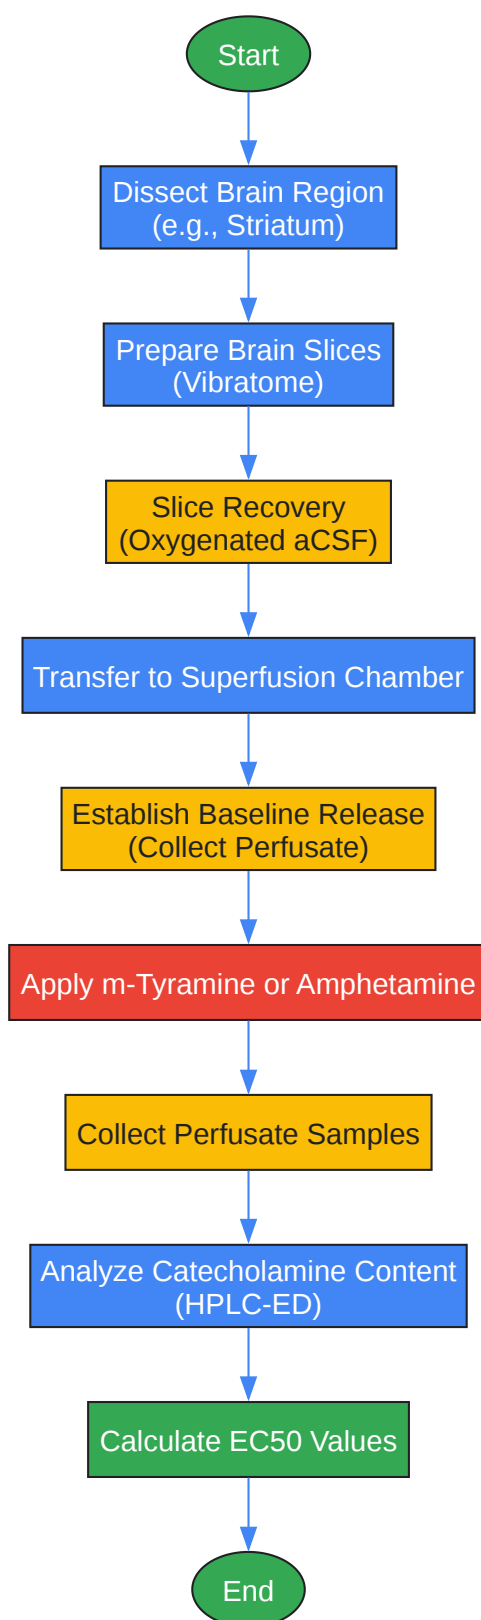 Start
Dissect Brain Region
(e.g., Striatum)
Prepare Brain Slices
(Vibratome)
Slice Recovery
(Oxygenated aCSF)
Transfer to Superfusion Chamber
Establish Baseline Release
(Collect Perfusate)
Apply m-Tyramine or Amphetamine
Collect Perfusate Samples
Analyze Catecholamine Content
(HPLC-ED)
Calculate EC50 Values
End